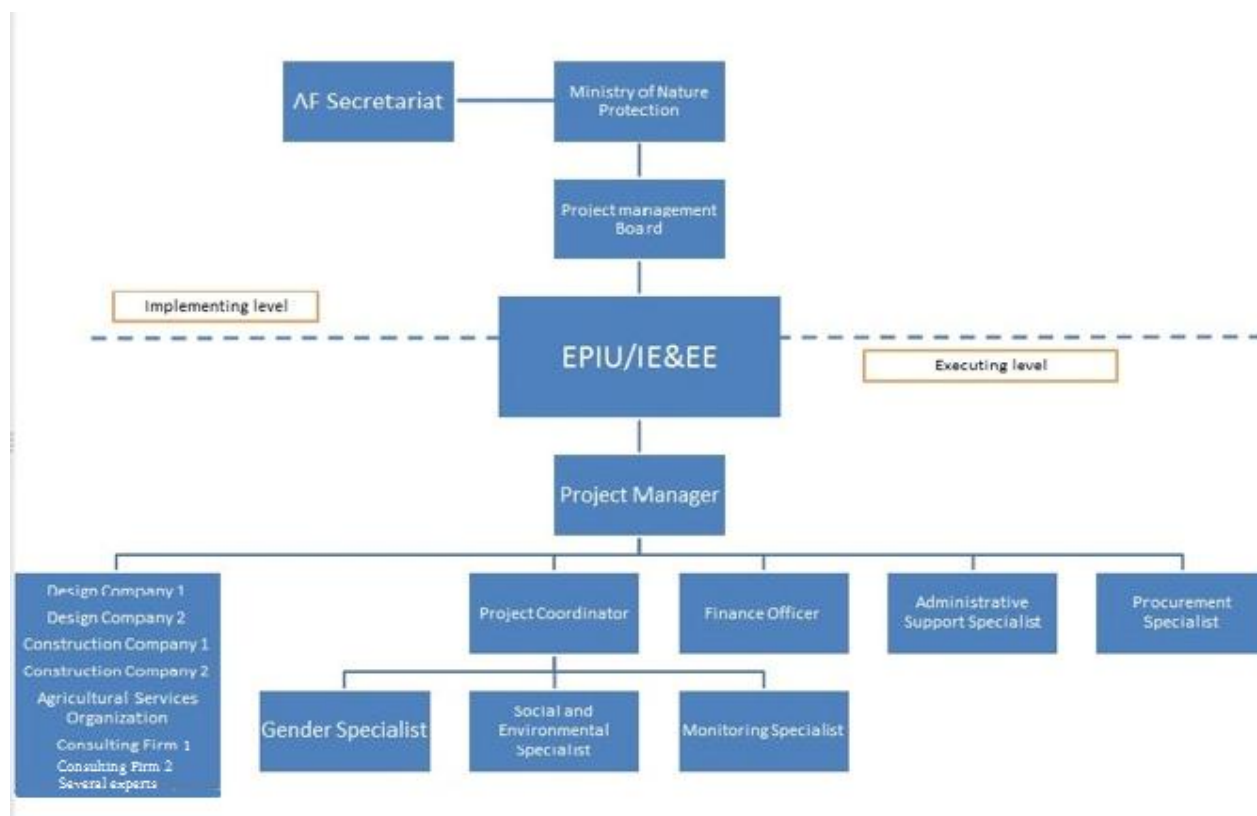 AF Secretariat
Ministry of Nature
Protection
Project management
Board
Implementing level
EPIU/IE&EE
Executing level
Project Manager
Design Company 1
Design Company 2
Construction Company 1
Construction Company 2
Agricultural Services
Organization
Consulting Firm 1
Consulting Firm 2
Several experts
Project Coordinator
Finance Officer
Administrative
Support Specialist
Procurement
Specialist
Gender Specialist
Social and
Environmental
Specialist
Monitoring Specialist